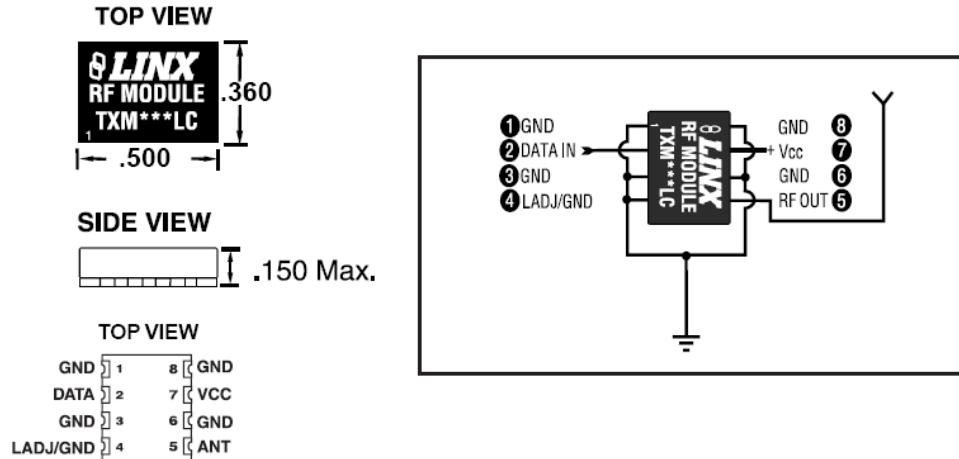 TOP VIEW
LINX
RF MODULE
TXM***LC
1
.360
.500
SIDE VIEW
.150 Max.
TOP VIEW
GND 1
DATA 2
GND 3
LADJ/GND 4
8 GND
7 VCC
6 GND
5 ANT
1 GND
2 DATA IN
3 GND
4 LADJ/GND
1
LINX
RF MODULE
TXM***LC
GND 8
+ Vcc 7
GND 6
RF OUT 5